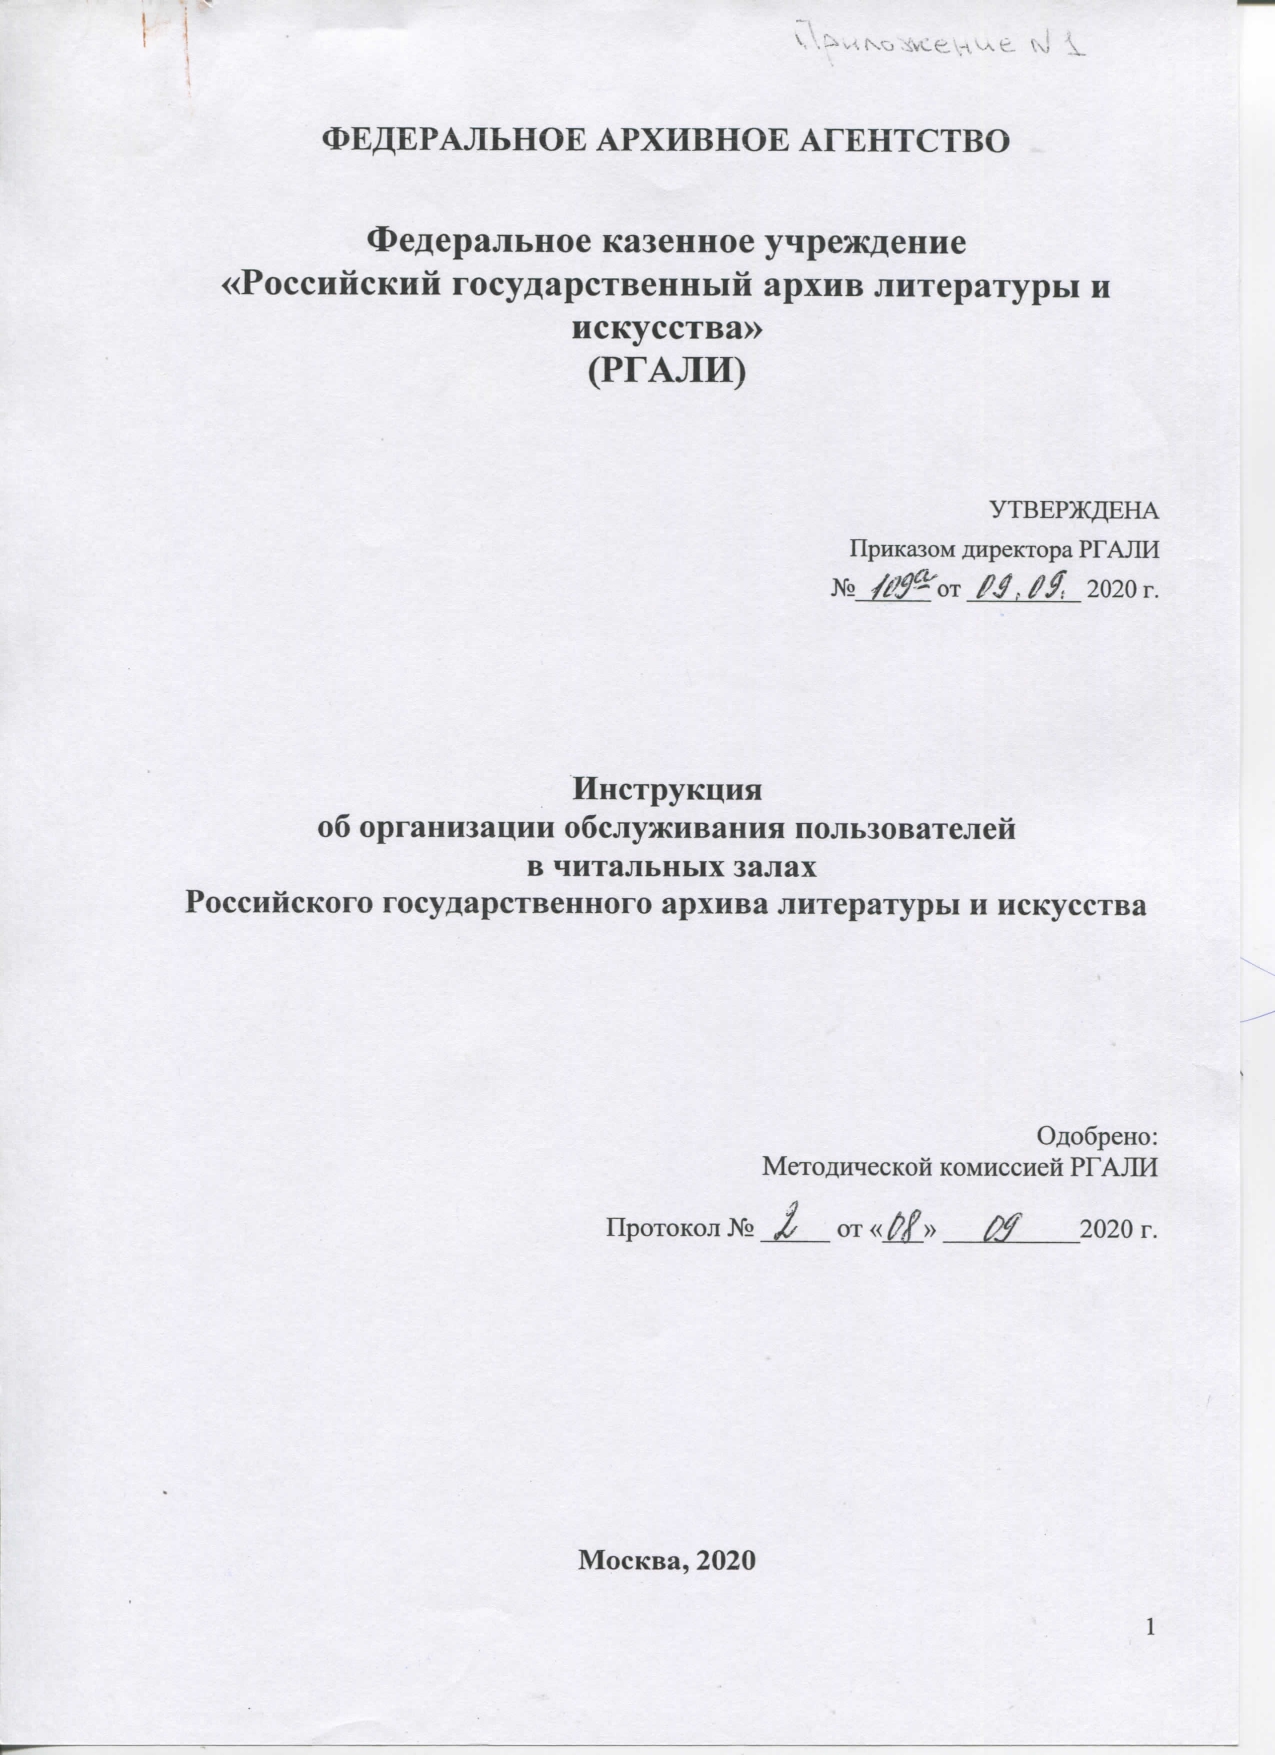 Приложение N 1
ФЕДЕРАЛЬНОЕ АРХИВНОЕ АГЕНТСТВО
Федеральное казенное учреждение
«Российский государственный архив литературы и
искусства»
(РГАЛИ)
УТВЕРЖДЕНА
Приказом директора РГАЛИ
№ 109а от 09.09. 2020 г.
Инструкция
об организации обслуживания пользователей
в читальных залах
Российского государственного архива литературы и искусства
Одобрено:
Методической комиссией РГАЛИ
Протокол № 2 от «08» 09 2020 г.
Москва, 2020
1